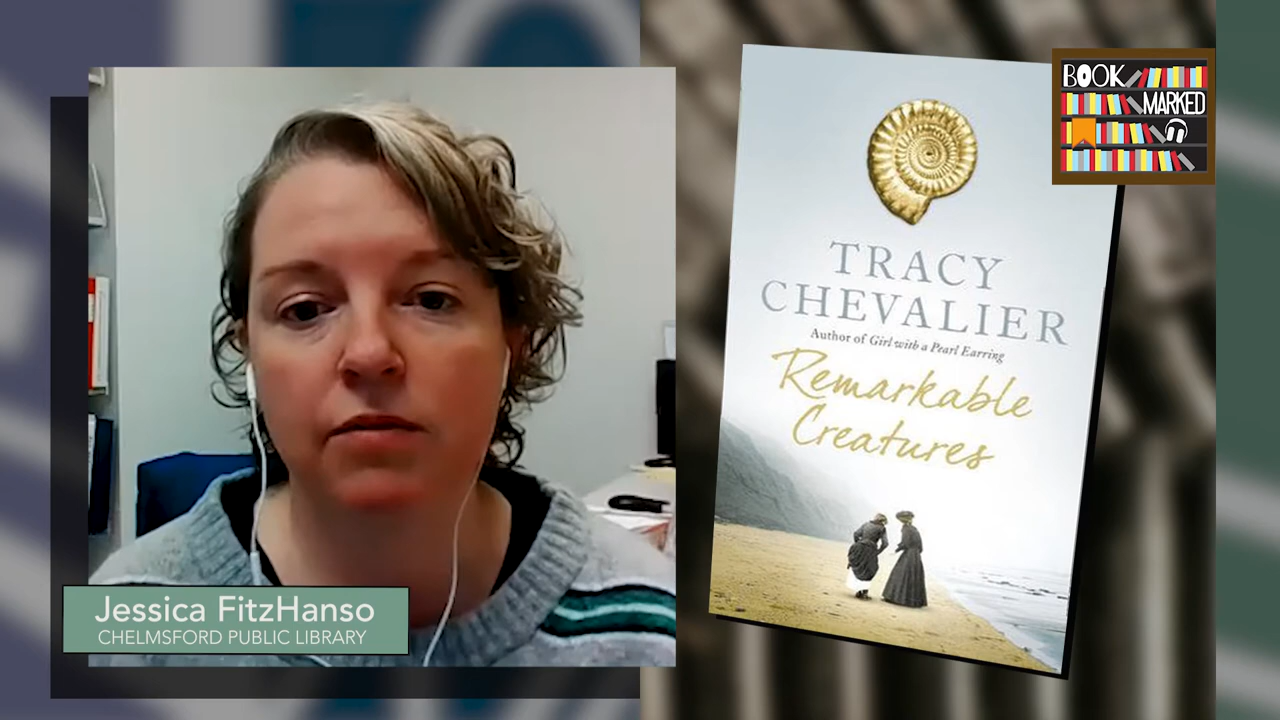 Jessica FitzHanso
CHELMSFORD PUBLIC LIBRARY
TRACY
CHEVALIER
Author of Girl with a Pearl Earring
Remarkable
Creatures
BOOK
MARKED